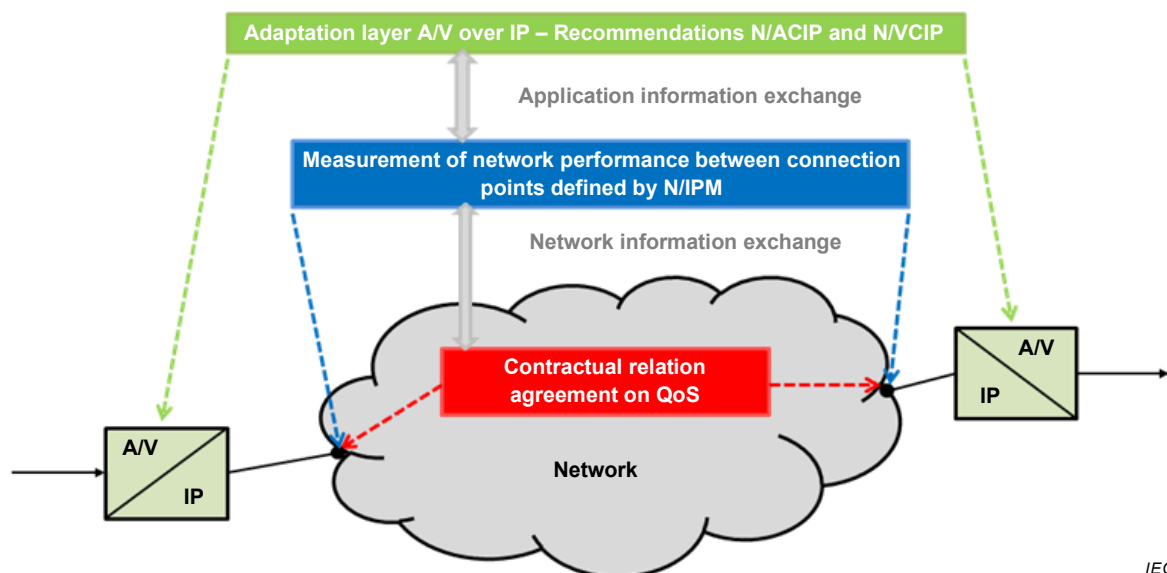 Adaptation layer A/V over IP – Recommendations N/ACIP and N/VCIP
Application information exchange
Measurement of network performance between connection
points defined by N/IPM
Network information exchange
Contractual relation
agreement on QoS
A/V
IP
A/V
IP
Network
IEC